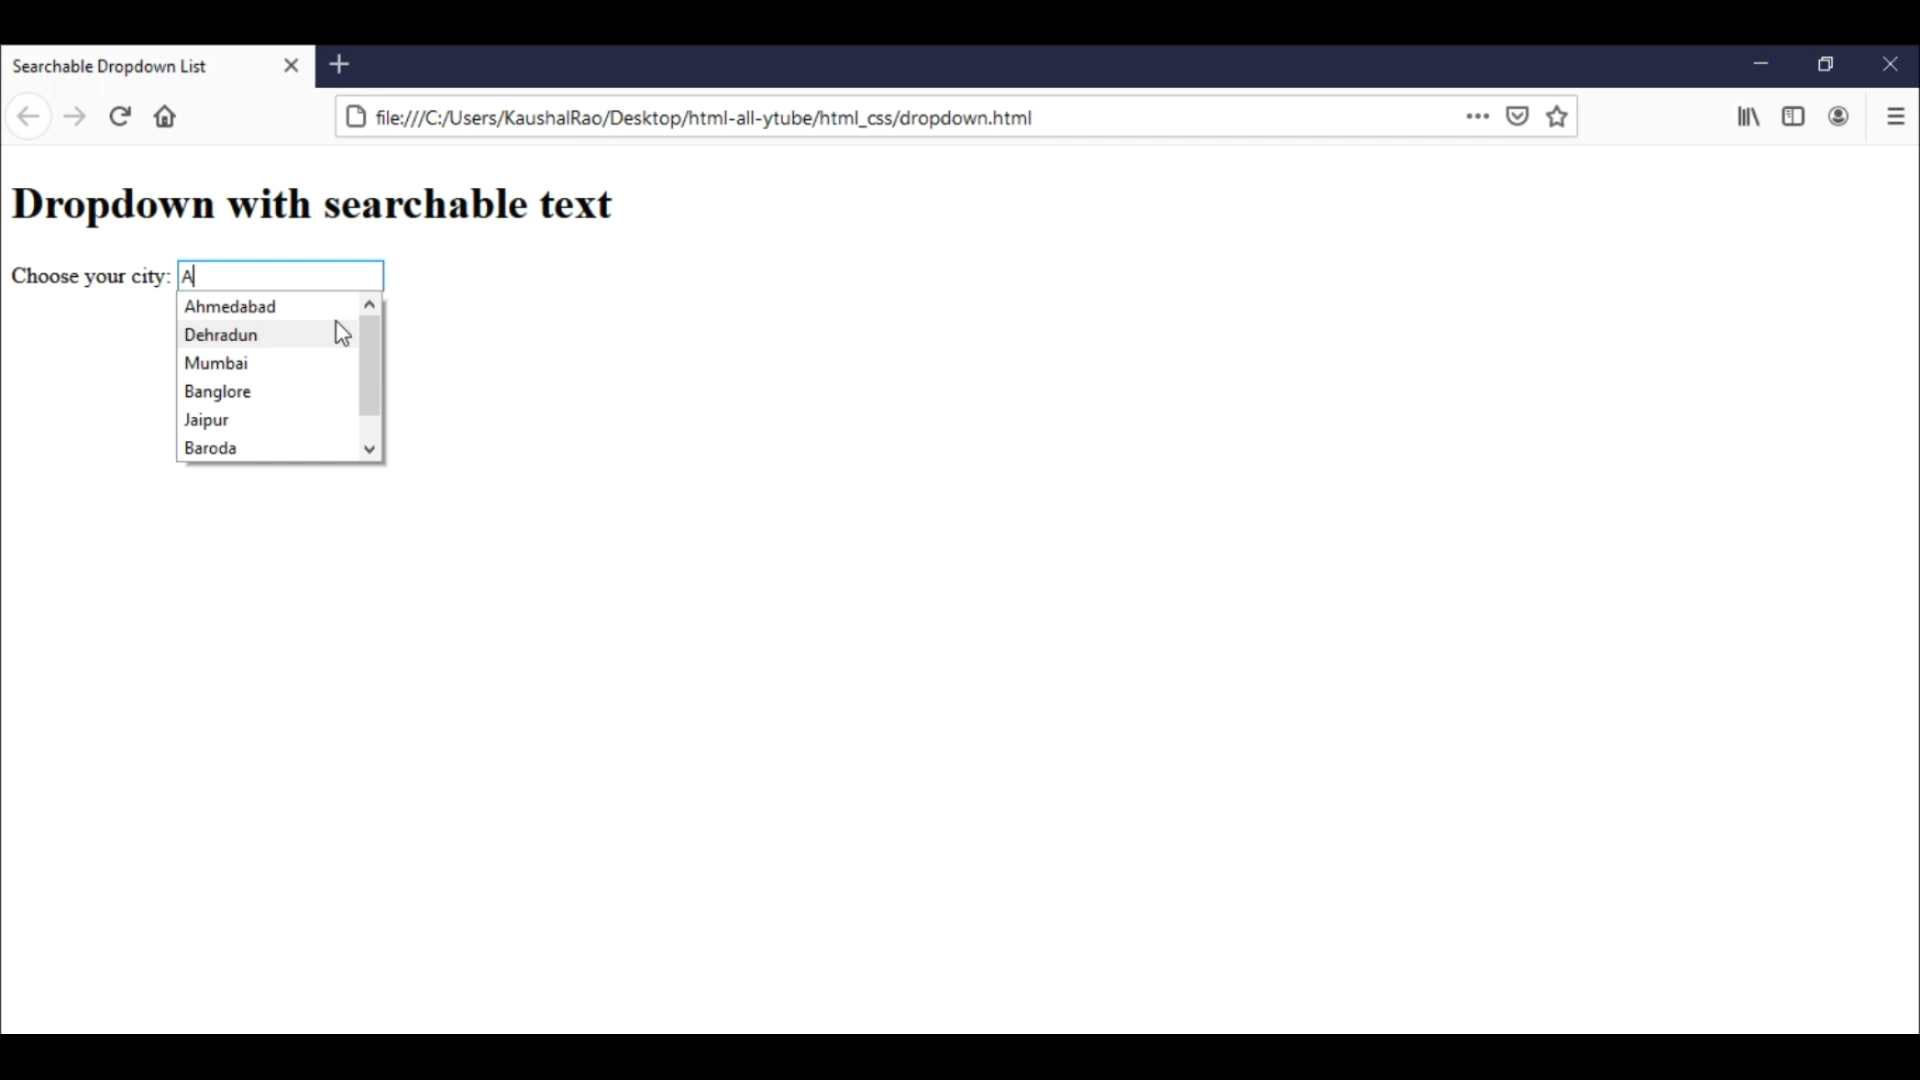 Searchable Dropdown List
file:///C:/Users/KaushalRao/Desktop/html-all-ytube/html_css/dropdown.html
Dropdown with searchable text
Choose your city: A
Ahmedabad
Dehradun
Mumbai
Banglore
Jaipur
Baroda